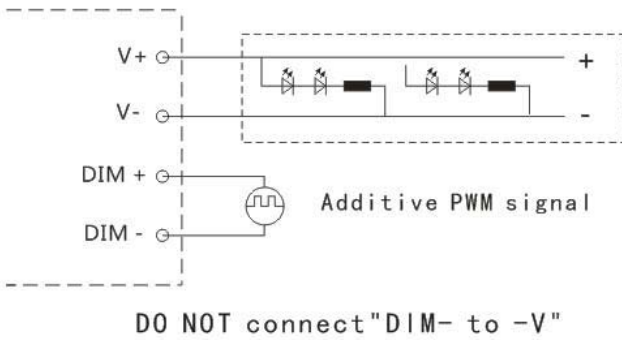 V+
+
V-
-
DIM +
Additive PWM signal
DIM -
DO NOT connect"DIM- to -V"